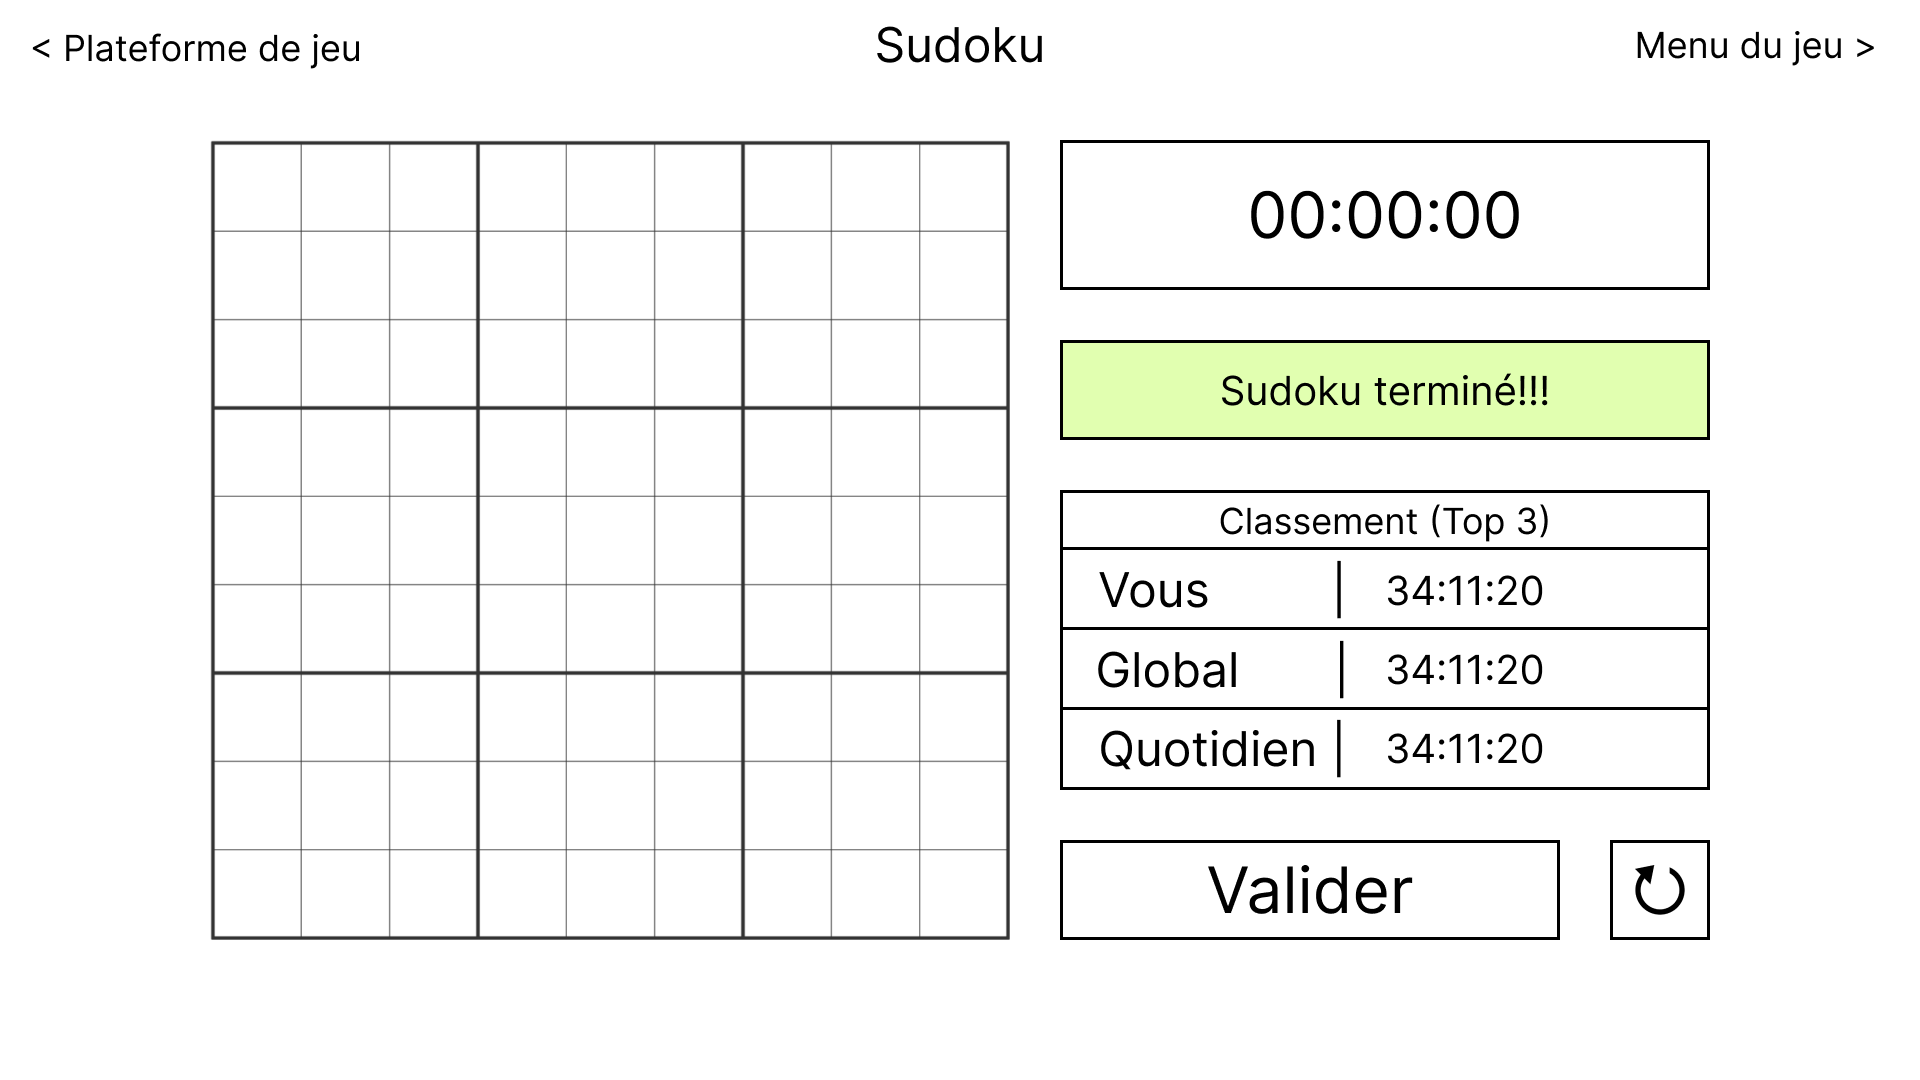 < Plateforme de jeu
Sudoku
Menu du jeu >
00:00:00
Sudoku terminé!!!
Classement (Top 3)
Vous | 34:11:20
Global | 34:11:20
Quotidien | 34:11:20
Valider